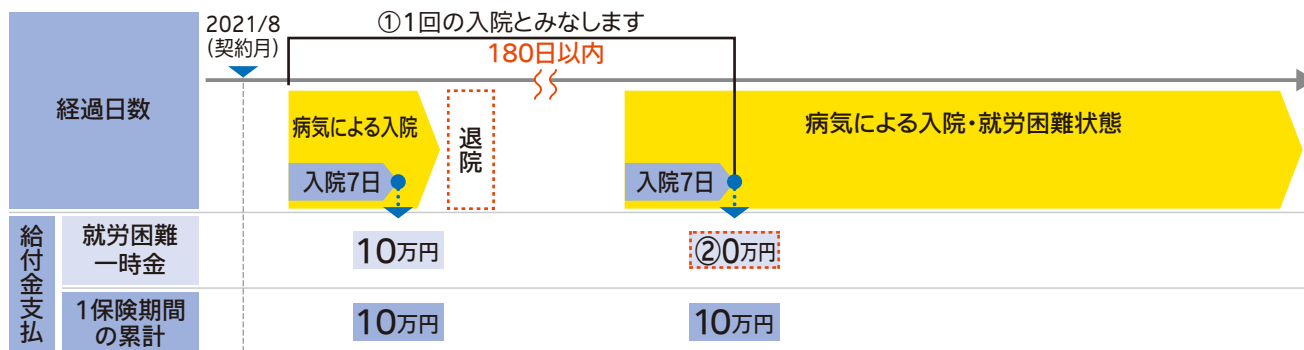 2021/8
(契約月)
①1回の入院とみなします
180日以内
経過日数
病気による入院
入院7日
退院
病気による入院・就労困難状態
入院7日
給付金支払
就労困難
一時金
10万円
②0万円
1保険期間
の累計
10万円
10万円